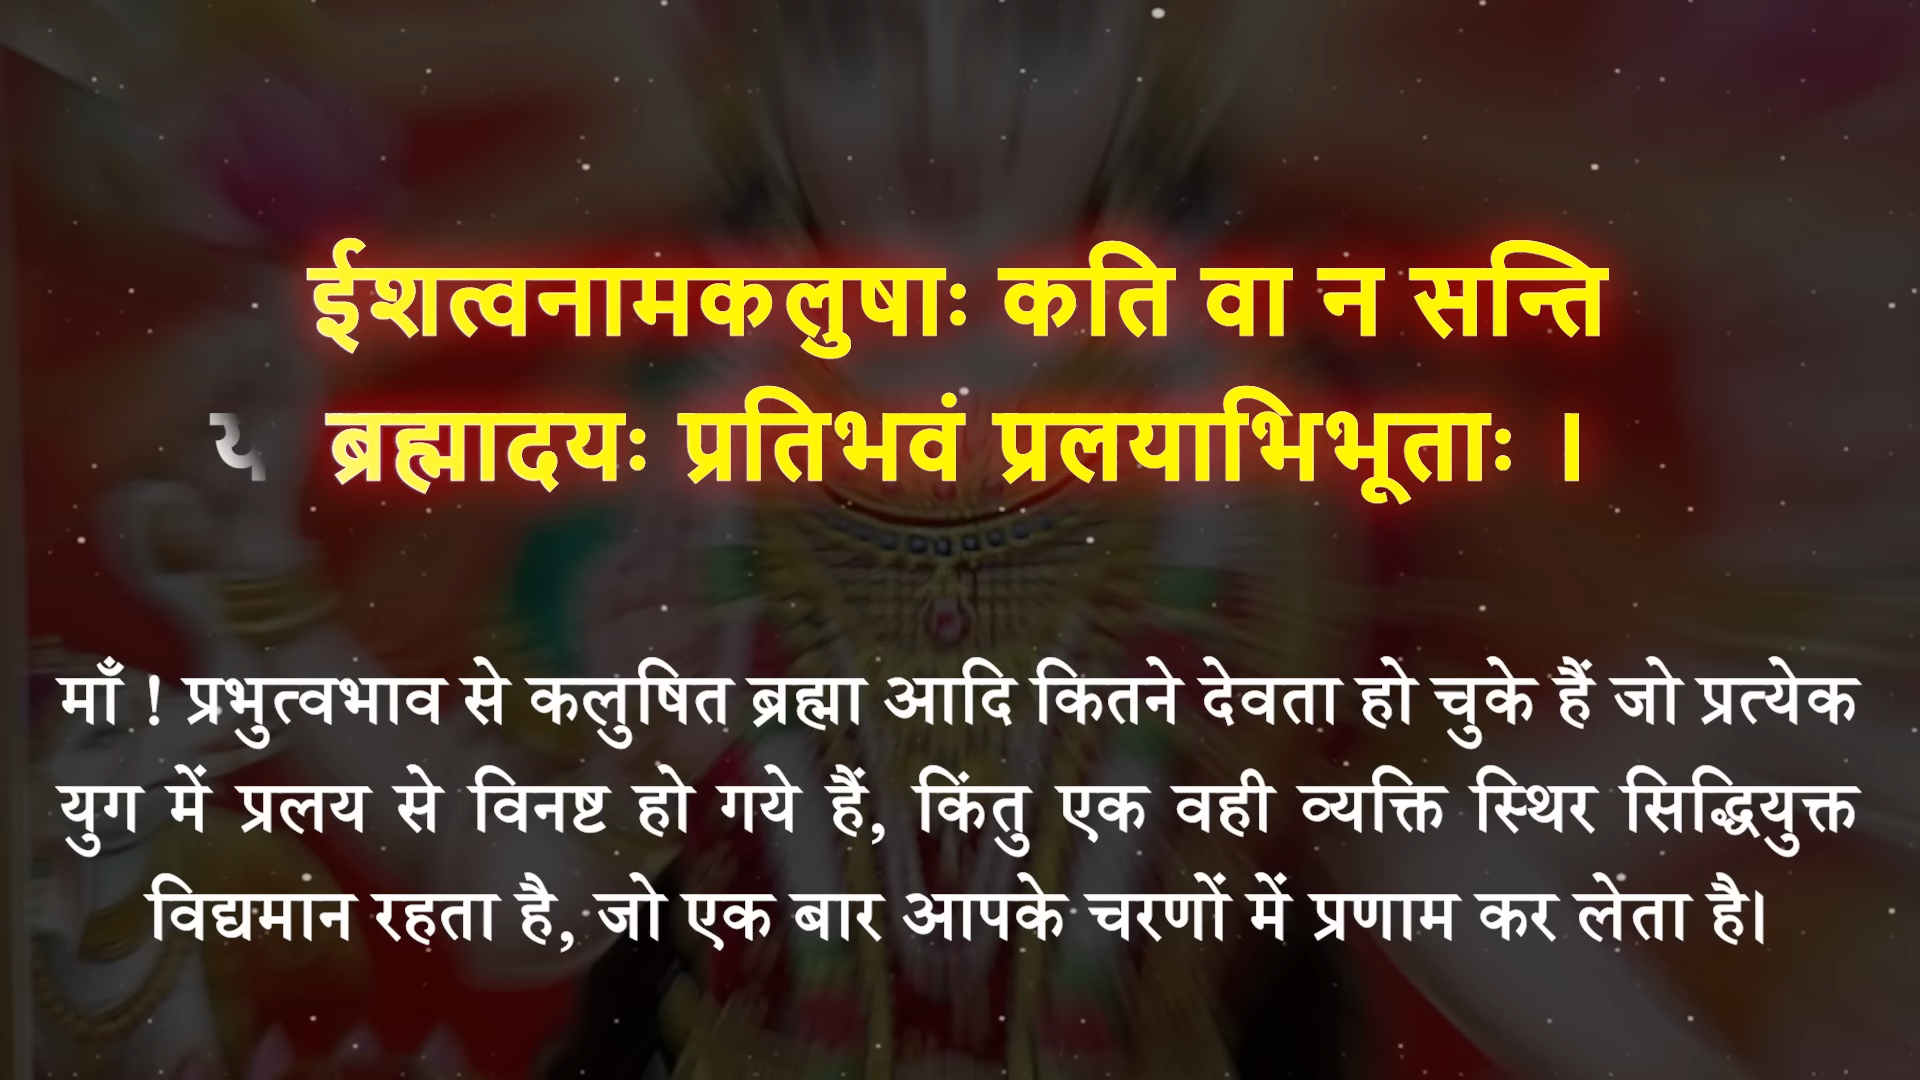 ईशत्वनामकलुषाः कति वा न सन्ति
ब्रह्मादयः प्रतिभवं प्रलयाभिभूताः ।
माँ ! प्रभुत्वभाव से कलुषित ब्रह्मा आदि कितने देवता हो चुके हैं जो प्रत्येक
युग में प्रलय से विनष्ट हो गये हैं, किंतु एक वही व्यक्ति स्थिर सिद्धियुक्त
विद्यमान रहता है, जो एक बार आपके चरणों में प्रणाम कर लेता है।